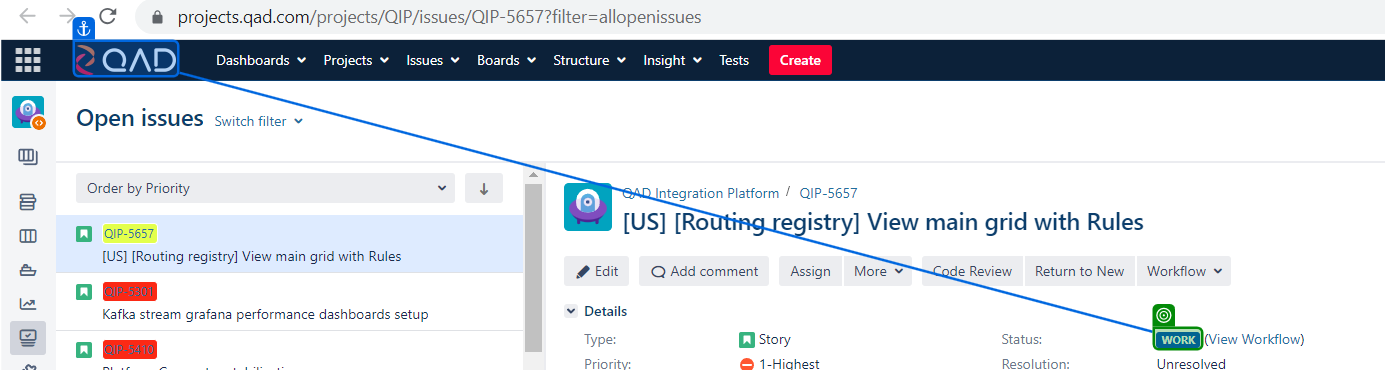 projects.qad.com/projects/QIP/issues/QIP-5657?filter=allopenissues
QAD Dashboards Projects Issues Boards Structure Insight Tests Create
Open issues Switch filter
Order by Priority
QIP-5657
[US] [Routing registry] View main grid with Rules
QIP-5301
Kafka stream grafana performance dashboards setup
QIP-5110
QAD Integration Platform / QIP-5657
[US] [Routing registry] View main grid with Rules
Edit Add comment Assign More Code Review Return to New Workflow
Details
Type: Story
Status: WORK (View Workflow)
Priority: 1-Highest
Resolution: Unresolved